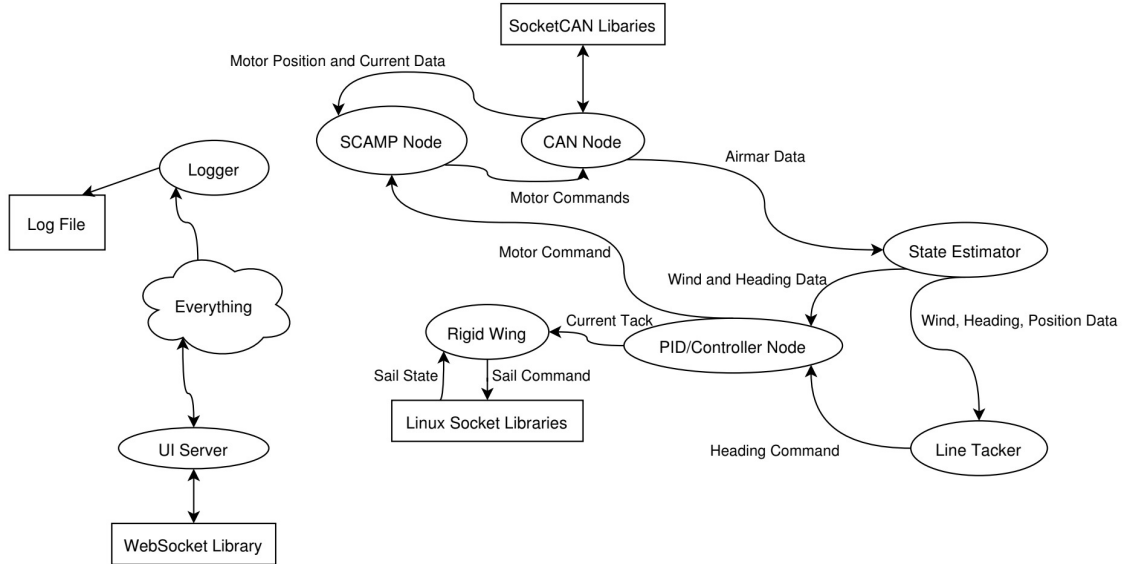 SocketCAN Libaries
Motor Position and Current Data
SCAMP Node
CAN Node
Airmar Data
Logger
Motor Commands
Log File
Motor Command
State Estimator
Wind and Heading Data
Everything
Current Tack
Wind, Heading, Position Data
Rigid Wing
PID/Controller Node
Sail State
Sail Command
Linux Socket Libraries
UI Server
Heading Command
Line Tacker
WebSocket Library